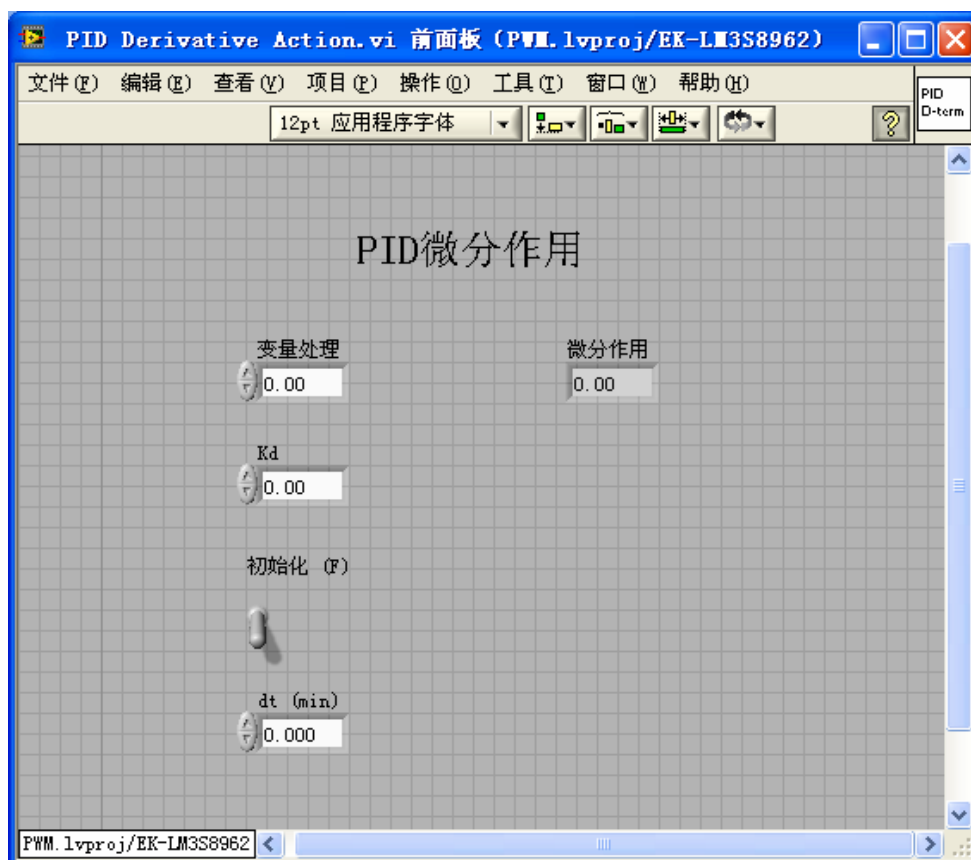 PID Derivative Action.vi 前面板 (PWM.lvproj/EK-LM3S8962)
文件(F) 编辑(E) 查看(V) 项目(P) 操作(O) 工具(T) 窗口(W) 帮助(H)
PID
D-term
12pt 应用程序字体
PID微分作用
变量处理
0.00
微分作用
0.00
Kd
0.00
初始化 (F)
dt (min)
0.000
PWM.lvproj/EK-LM3S8962